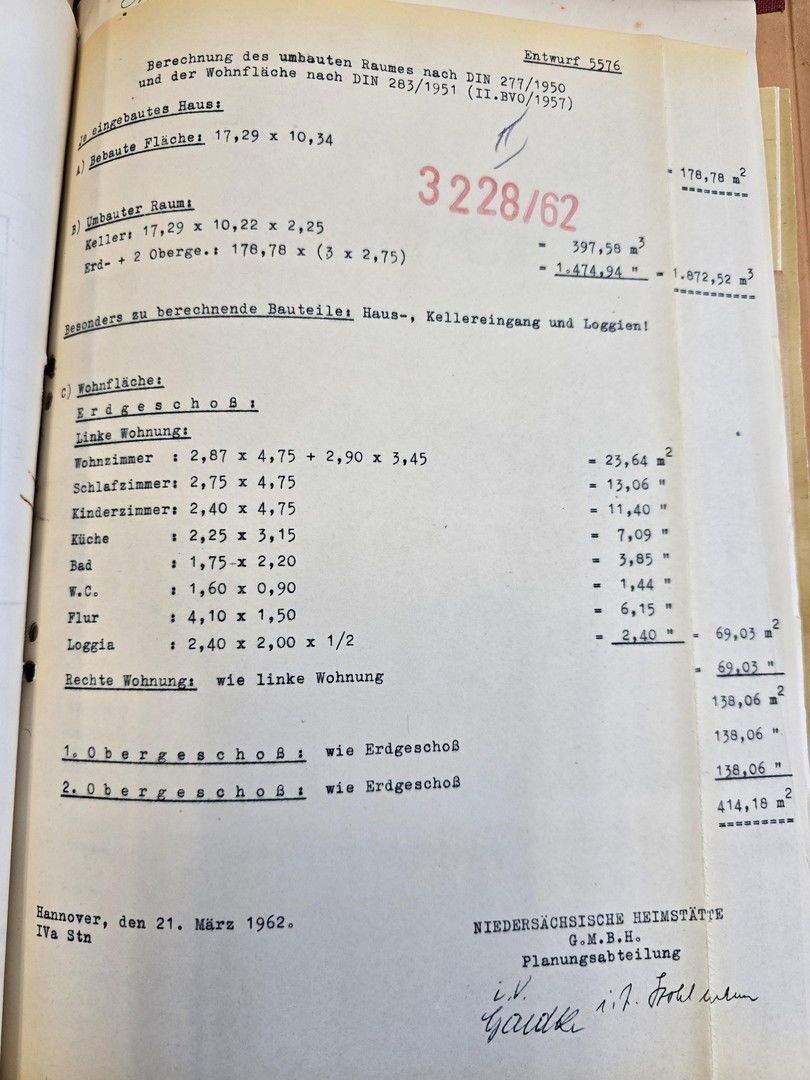 Entwurf 5576
Berechnung des umbauten Raumes nach DIN 277/1950
und der Wohnfläche nach DIN 283/1951 (II.BVO/1957)
Je eingebautes Haus:
A) Bebaute Fläche: 17,29 x 10,34 = 178,78 m²
3228/62
B) Umbauter Raum:
Keller: 17,29 x 10,22 x 2,25 = 397,58 m³
Erd- + 2 Oberge.: 178,78 x (3 x 2,75) = 1.474,94 " = 1.872,52 m³
Besonders zu berechnende Bauteile: Haus-, Kellereingang und Loggien!
C) Wohnfläche:
Erdgeschoß:
Linke Wohnung:
Wohnzimmer : 2,87 x 4,75 + 2,90 x 3,45 = 23,64 m²
Schlafzimmer: 2,75 x 4,75 = 13,06 "
Kinderzimmer: 2,40 x 4,75 = 11,40 "
Küche : 2,25 x 3,15 = 7,09 "
Bad : 1,75 x 2,20 = 3,85 "
W.C. : 1,60 x 0,90 = 1,44 "
Flur : 4,10 x 1,50 = 6,15 "
Loggia : 2,40 x 2,00 x 1/2 = 2,40 " = 69,03 m²
Rechte Wohnung: wie linke Wohnung = 69,03 "
138,06 m²
1. Obergeschoß: wie Erdgeschoß 138,06 "
2. Obergeschoß: wie Erdgeschoß 138,06 "
414,18 m²
Hannover, den 21. März 1962.
IVa Stn
NIEDERSÄCHSISCHE HEIMSTÄTTE
G.M.B.H.
Planungsabteilung
i.V.